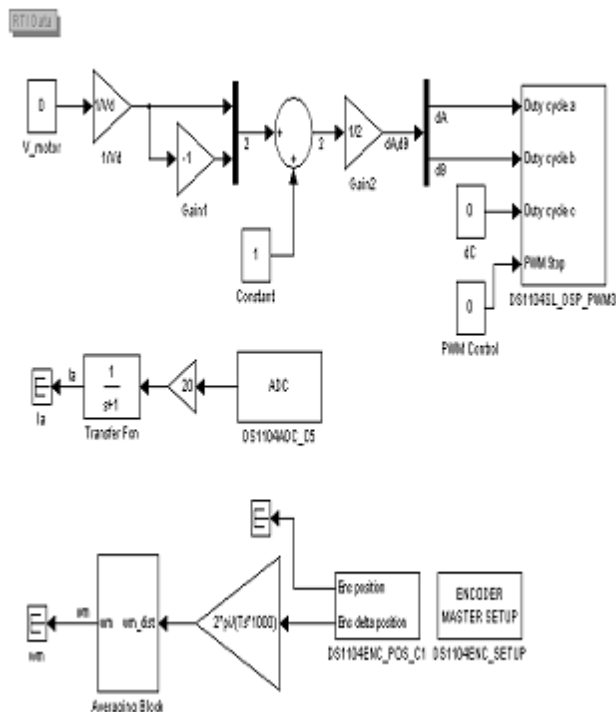 RTI Data
0
V_motor
1/Vd
1/Vd
-1
Gain1
2
+
+
2
1
Constant
1/2
Gain2
dA,dB
dA
dB
0
dC
0
PWM Control
Duty cycle a
Duty cycle b
Duty cycle c
PWM Stop
DS1104SL_DSP_PWM3
Ia
Ia
1
s+1
Transfer Fcn
20
ADC
DS1104ADC_C5
wm
wm
wm
wm_dist
Averaging Block
2*pi/(Ts*1000)
Enc position
Enc delta position
DS1104ENC_POS_C1
ENCODER
MASTER SETUP
DS1104ENC_SETUP